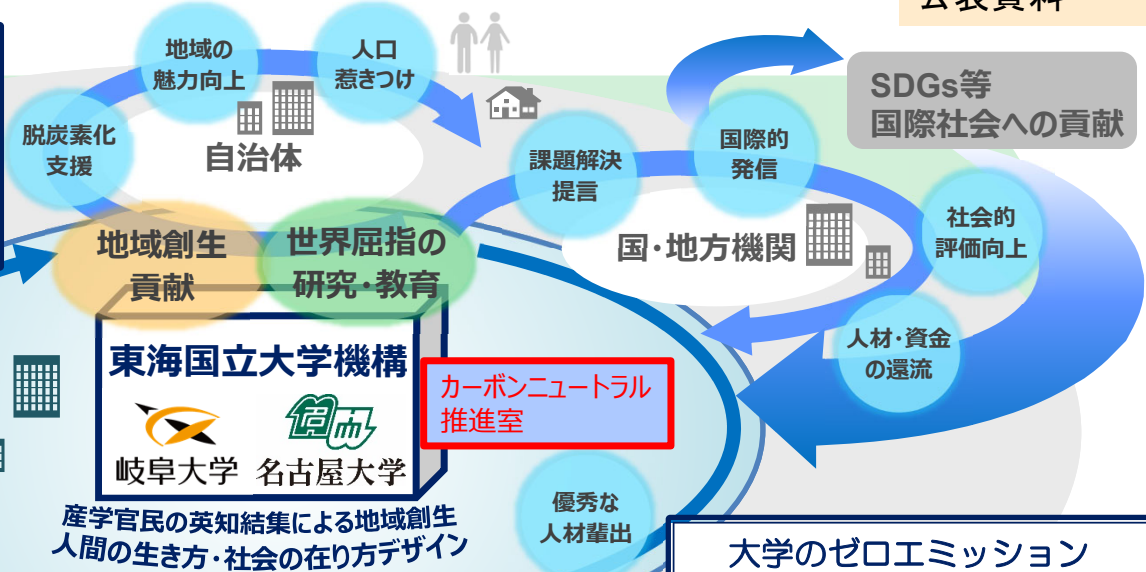 公表資料
地域の
魅力向上
人口
惹きつけ
脱炭素化
支援
自治体
課題解決
提言
国際的
発信
SDGs等
国際社会への貢献
社会的
評価向上
国・地方機関
人材・資金
の還流
地域創生
貢献
世界屈指の
研究・教育
東海国立大学機構
岐阜大学
名古屋大学
カーボンニュートラル
推進室
産学官民の英知結集による地域創生
人間の生き方・社会の在り方デザイン
優秀な
人材輩出
大学のゼロエミッション